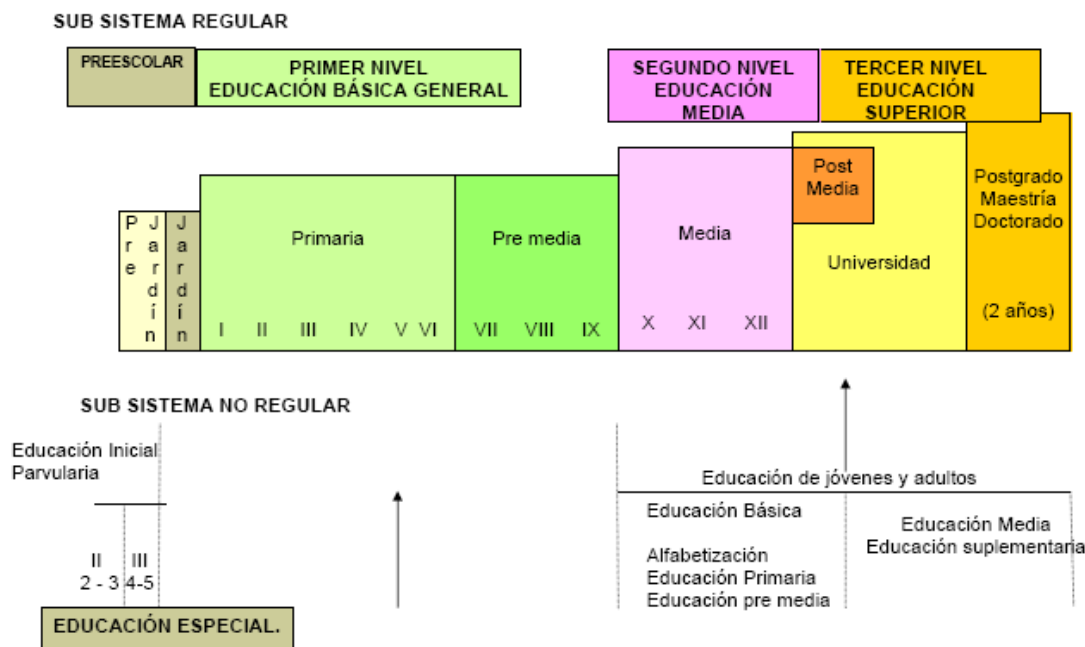 SUB SISTEMA REGULAR
PREESCOLAR
PRIMER NIVEL
EDUCACIÓN BÁSICA GENERAL
SEGUNDO NIVEL
EDUCACIÓN
MEDIA
TERCER NIVEL
EDUCACIÓN
SUPERIOR
Pre
Jardín
Jardín
Primaria
I II III IV V VI
Pre media
VII VIII IX
Media
X XI XII
Post
Media
Universidad
Postgrado
Maestría
Doctorado
(2 años)
SUB SISTEMA NO REGULAR
Educación Inicial
Parvularia
II III
2 - 3 4-5
EDUCACIÓN ESPECIAL.
Educación de jóvenes y adultos
Educación Básica
Alfabetización
Educación Primaria
Educación pre media
Educación Media
Educación suplementaria